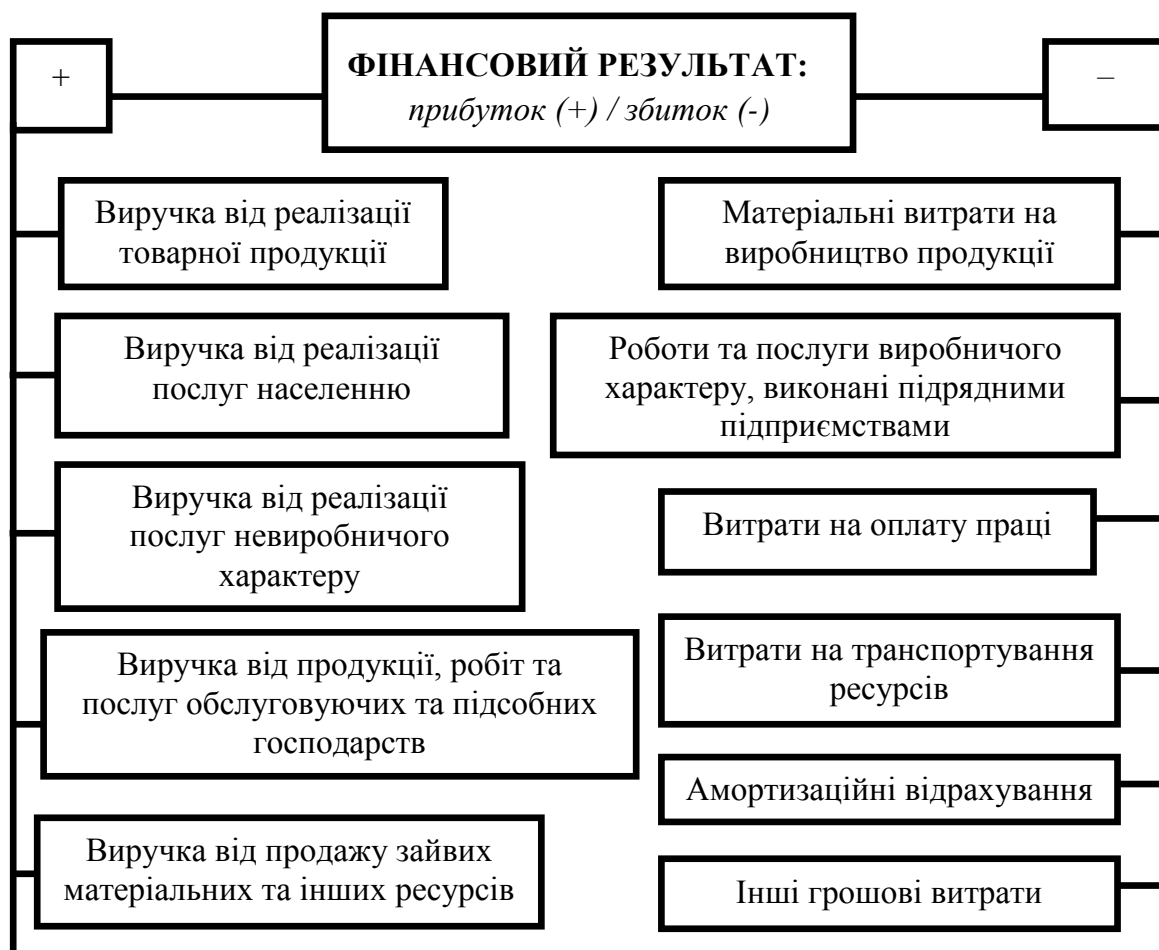 +
ФІНАНСОВИЙ РЕЗУЛЬТАТ:
прибуток (+) / збиток (-)
–
Виручка від реалізації
товарної продукції
Виручка від реалізації
послуг населенню
Виручка від реалізації
послуг невиробничого
характеру
Виручка від продукції, робіт та
послуг обслуговуючих та підсобних
господарств
Виручка від продажу зайвих
матеріальних та інших ресурсів
Матеріальні витрати на
виробництво продукції
Роботи та послуги виробничого
характеру, виконані підрядними
підприємствами
Витрати на оплату праці
Витрати на транспортування
ресурсів
Амортизаційні відрахування
Інші грошові витрати